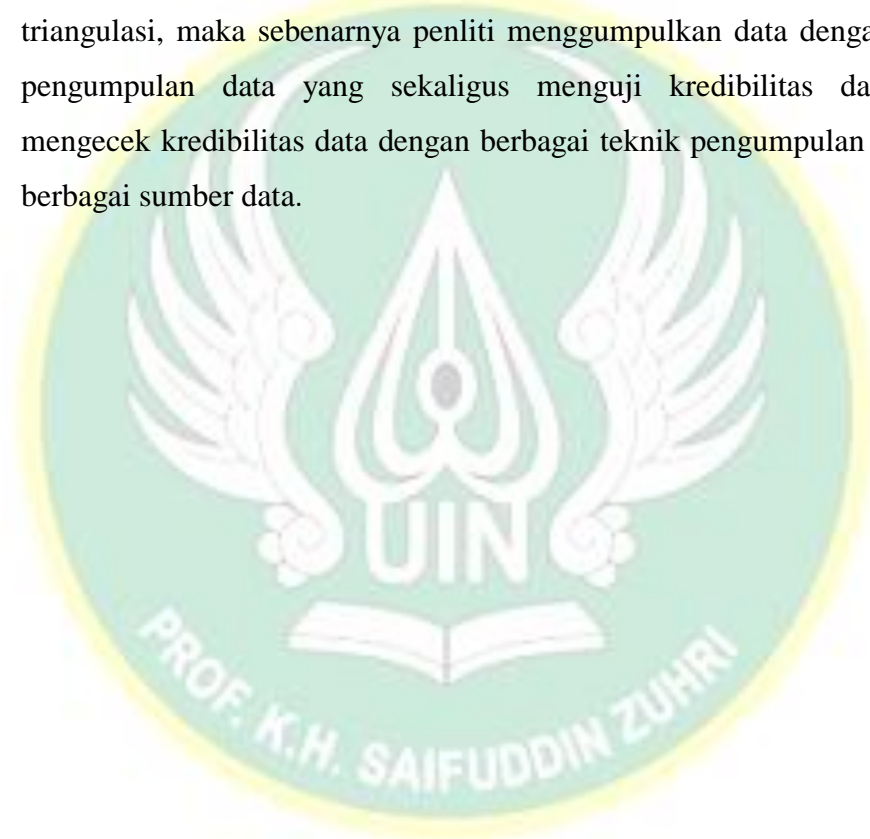 triangulasi, maka sebenarnya penliti menggumpulkan data denga
pengumpulan data yang sekaligus menguji kredibilitas da
mengecek kredibilitas data dengan berbagai teknik pengumpulan
berbagai sumber data.
UIN
PROF. K.H. SAIFUDDIN ZUHRI